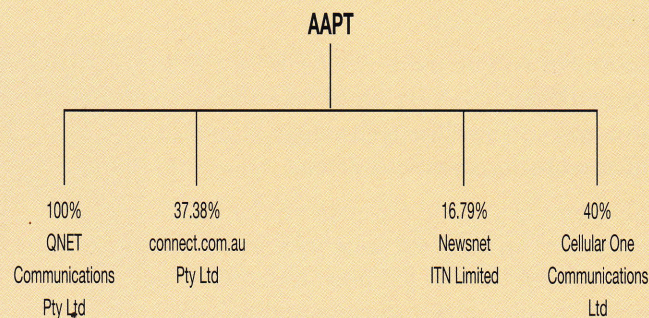 AAPT
100%
QNET
Communications
Pty Ltd
37.38%
connect.com.au
Pty Ltd
16.79%
Newsnet
ITN Limited
40%
Cellular One
Communications
Ltd